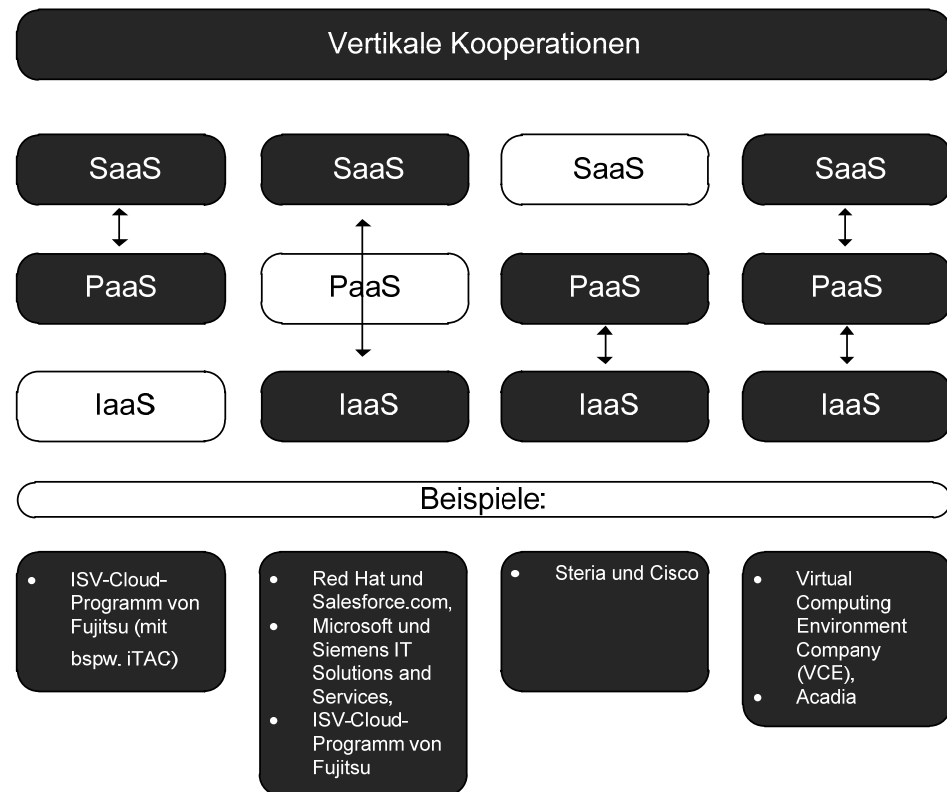 Vertikale Kooperationen
SaaS
SaaS
SaaS
SaaS
PaaS
PaaS
PaaS
PaaS
IaaS
IaaS
IaaS
IaaS
Beispiele:
• ISV-Cloud-
Programm von
Fujitsu (mit
bspw. iTAC)
• Red Hat und
Salesforce.com,
• Microsoft und
Siemens IT
Solutions and
Services,
• ISV-Cloud-
Programm von
Fujitsu
• Steria und Cisco
• Virtual
Computing
Environment
Company
(VCE),
• Acadia